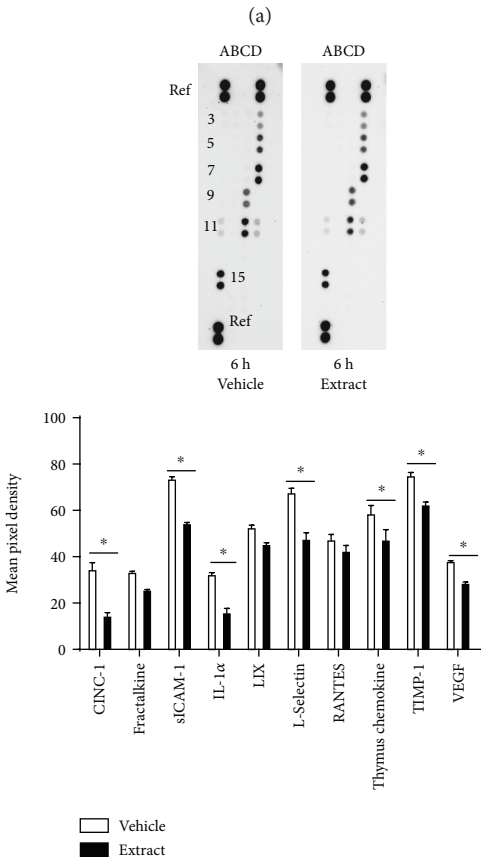 (a)
ABCD ABCD
Ref
3
5
7
9
11
15
Ref
6 h 6 h
Vehicle Extract
100
80
60
40
20
0
Mean pixel density
* * * * * * *
CINC-1
Fractalkine
sICAM-1
IL-1α
LIX
L-Selectin
RANTES
Thymus chemokine
TIMP-1
VEGF
Vehicle
Extract